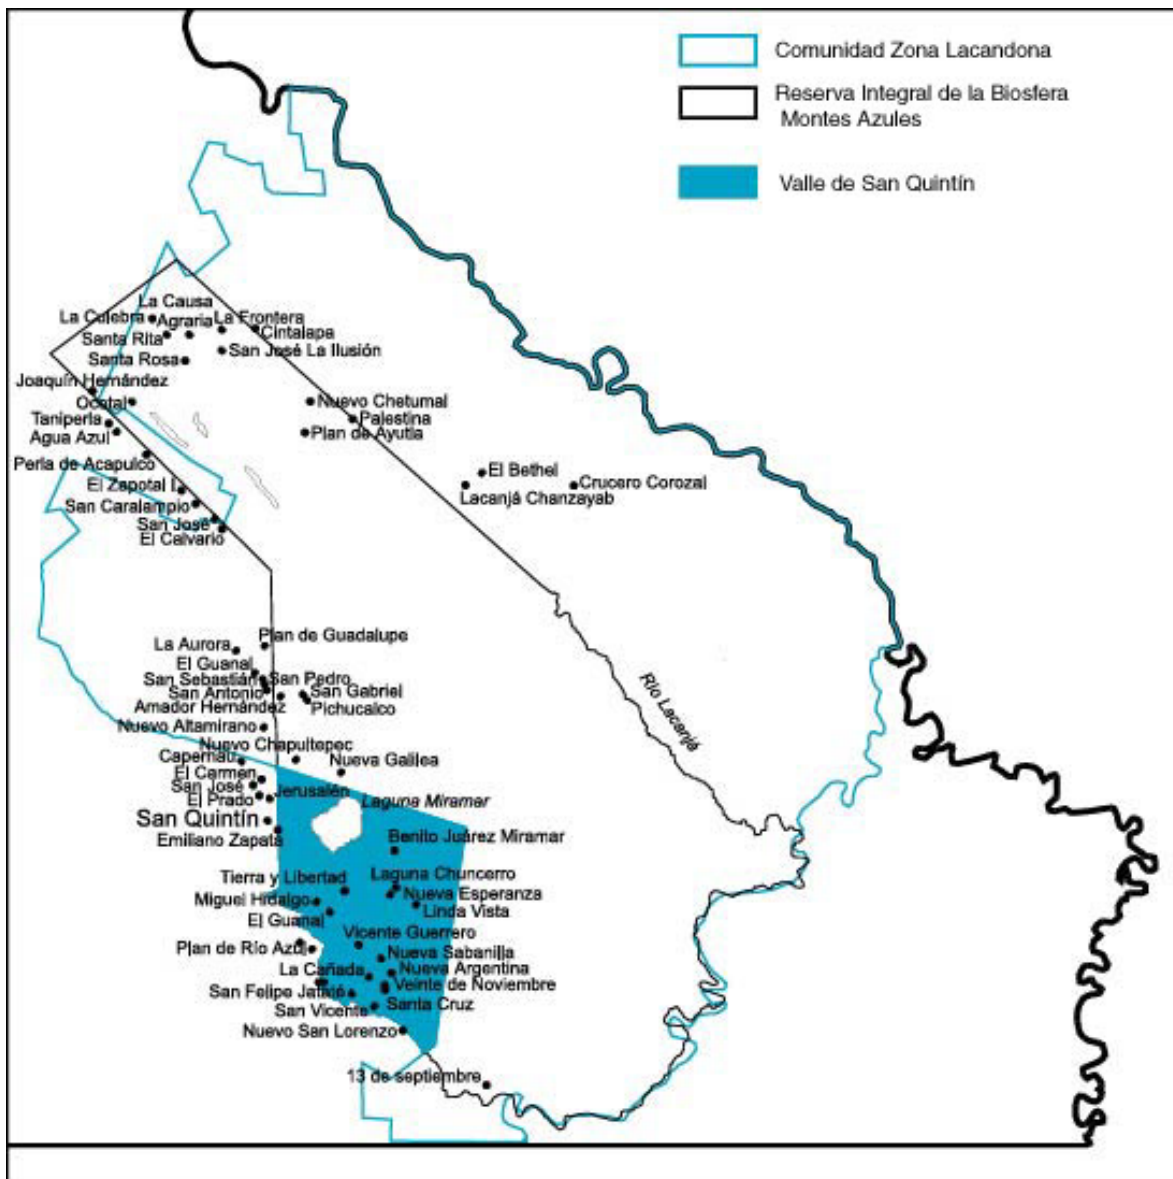 Comunidad Zona Lacandona
Reserva Integral de la Biosfera
Montes Azules
Valle de San Quintín
La Causa
La Culebra
Agraria
La Frontera
Cintalapa
Santa Rita
San José La Ilusión
Santa Rosa
Joaquín Hernández
Ocotal
Nuevo Chetumal
Taniperla
Palestina
Agua Azul
Plan de Ayutla
Perla de Acapulco
El Bethel
El Zapotal I
Lacanjá Chanzayab
Crucero Corozal
San Caralampio
San José
El Calvario
Plan de Guadalupe
La Aurora
El Guanal
San Sebastián
San Pedro
San Antonio
San Gabriel
Amador Hernández
Pichucalco
Río Lacanjá
Nuevo Altamirano
Nuevo Chapultepec
Capernau
Nueva Galilea
El Carmen
San José
Jerusalén
El Prado
Laguna Miramar
San Quintín
Emiliano Zapata
Benito Juárez Miramar
Tierra y Libertad
Laguna Chuncerro
Miguel Hidalgo
Nueva Esperanza
El Guanal
Linda Vista
Vicente Guerrero
Plan de Río Azul
Nueva Sabanilla
La Cañada
Nueva Argentina
San Felipe Jataté
Veinte de Noviembre
San Vicente
Santa Cruz
Nuevo San Lorenzo
13 de septiembre